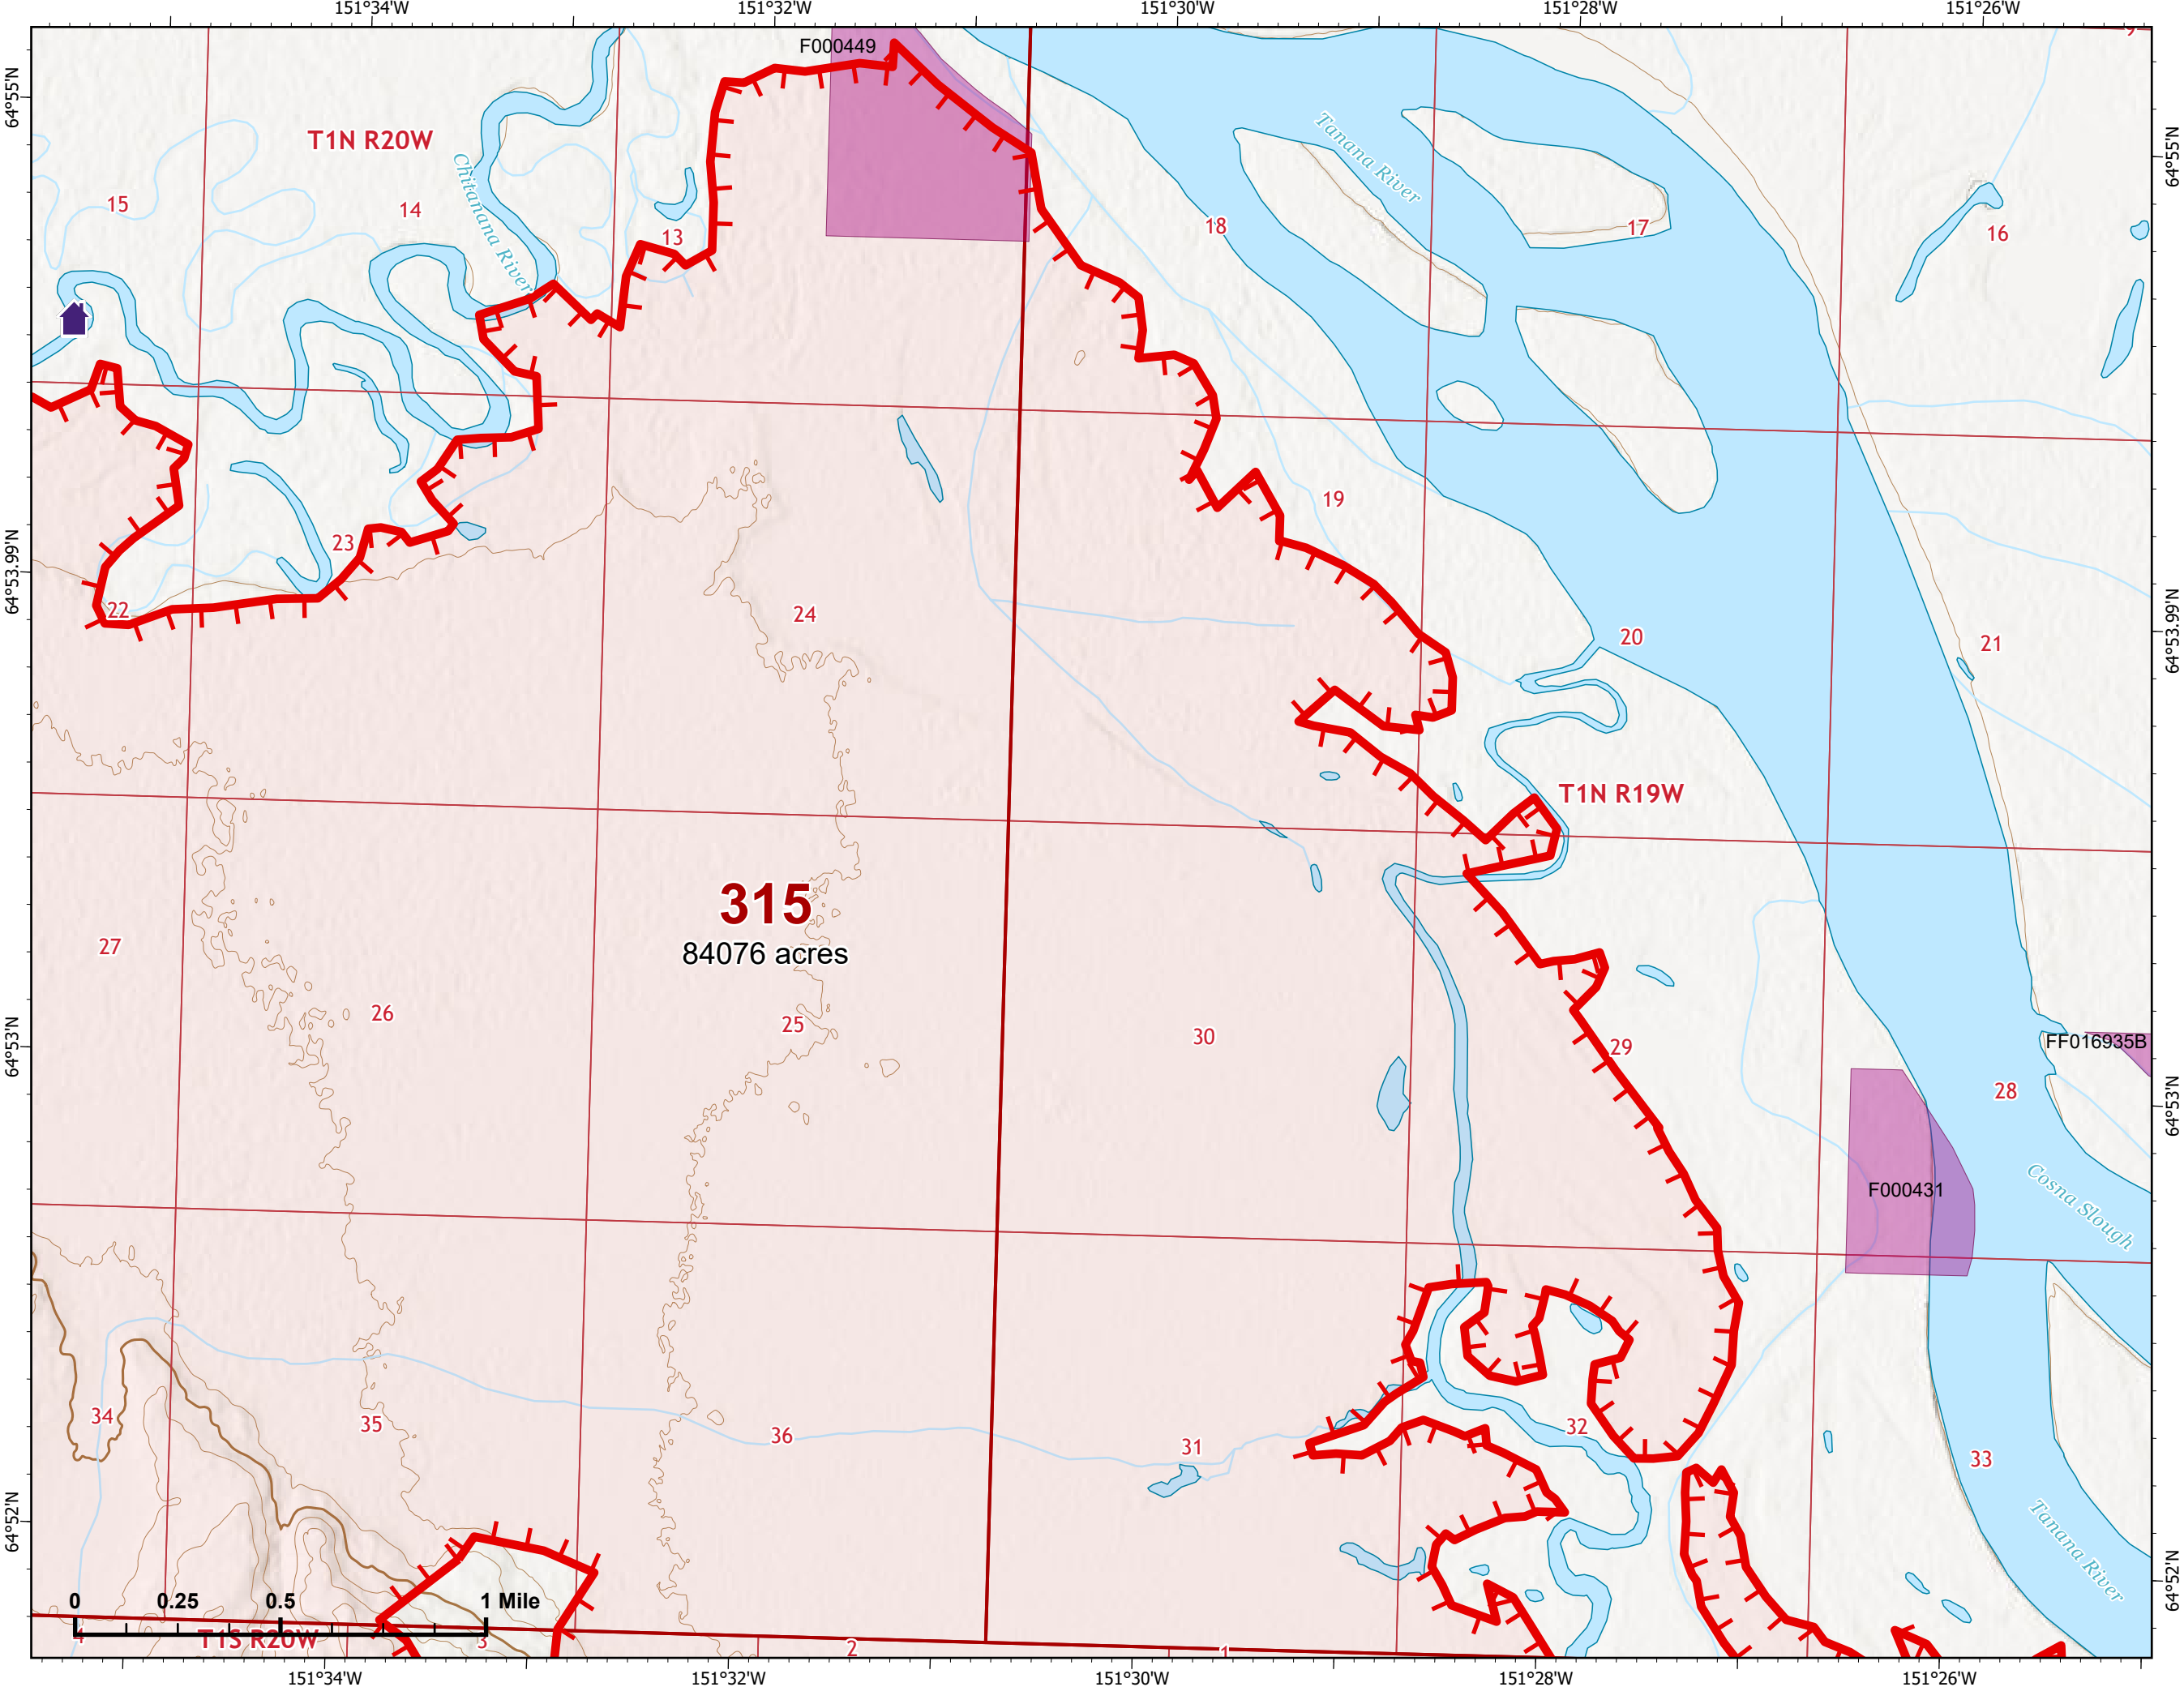 151°34'W 151°32'W 151°30'W 151°28'W 151°26'W
9
F000449
64°55'N
64°55'N
T1N R20W
Tanana River
Chitanana River
15
14
13
18
17
16
19
64°53.99'N
23
22
24
20
21
64°53.99'N
T1N R19W
315
84076 acres
27
26
25
30
29
64°53'N
FF016935B
28
64°53'N
F000431
Cosna Slough
34
35
36
31
32
33
64°52'N
Tanana River
64°52'N
0 0.25 0.5 1 Mile
4
T1S R20W
3
2
1
151°34'W 151°32'W 151°30'W 151°28'W 151°26'W